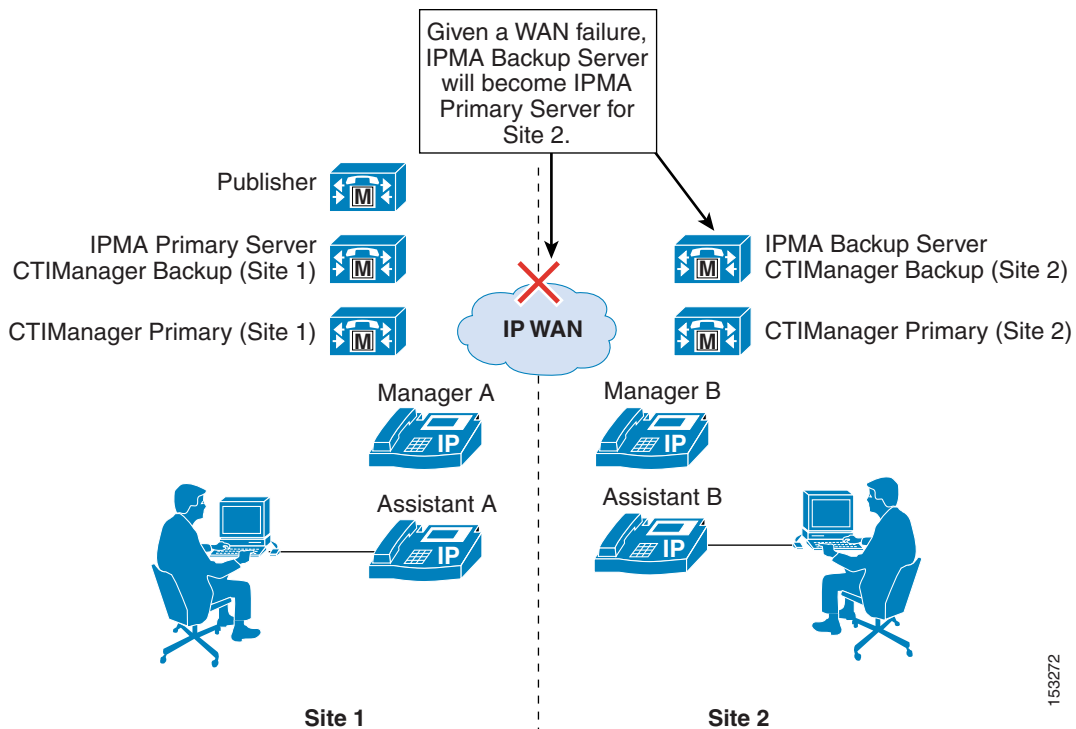 Given a WAN failure,
IPMA Backup Server
will become IPMA
Primary Server for
Site 2.
Publisher
M
IPMA Primary Server
CTIManager Backup (Site 1)
M
M
IPMA Backup Server
CTIManager Backup (Site 2)
CTIManager Primary (Site 1)
M
IP WAN
M
CTIManager Primary (Site 2)
Manager A
IP
Manager B
IP
Assistant A
IP
Assistant B
IP
Site 1
Site 2
153272